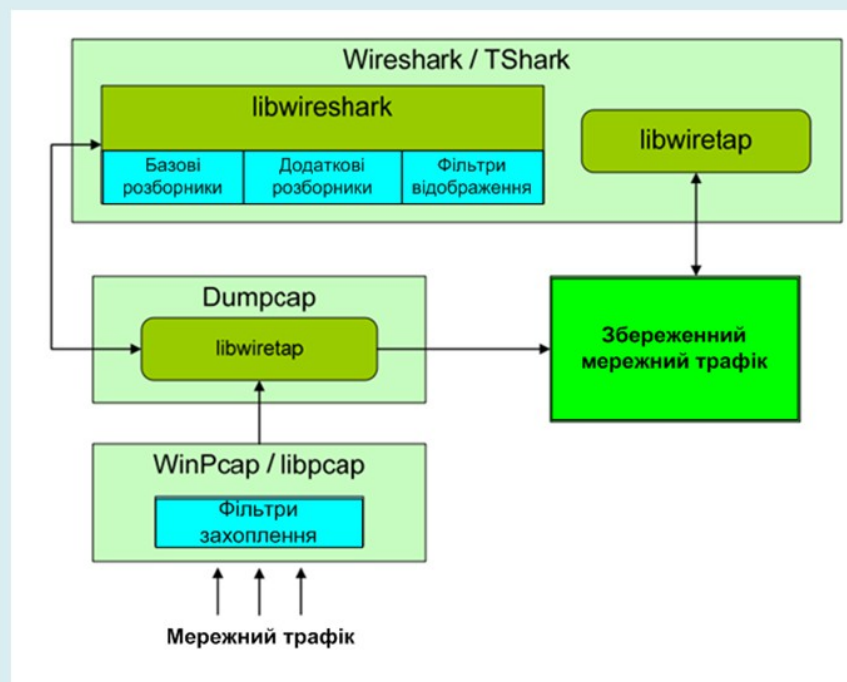 Wireshark / TShark
libwireshark
libwiretap
Базові
розборники
Додаткові
розборники
Фільтри
відображення
Dumpcap
libwiretap
Збереженний
мережний трафік
WinPcap / libpcap
Фільтри
захоплення
Мережний трафік